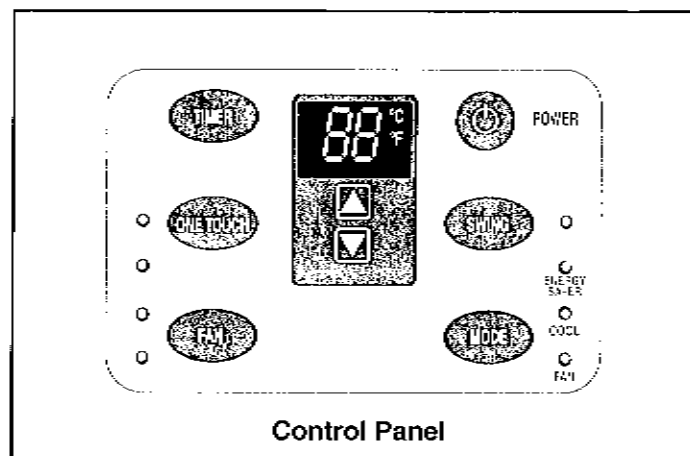 TIMER
88 °C
°F
POWER
ONE TOUCH
SWING
ENERGY
SAVER
FAN
MODE
COOL
FAN
Control Panel